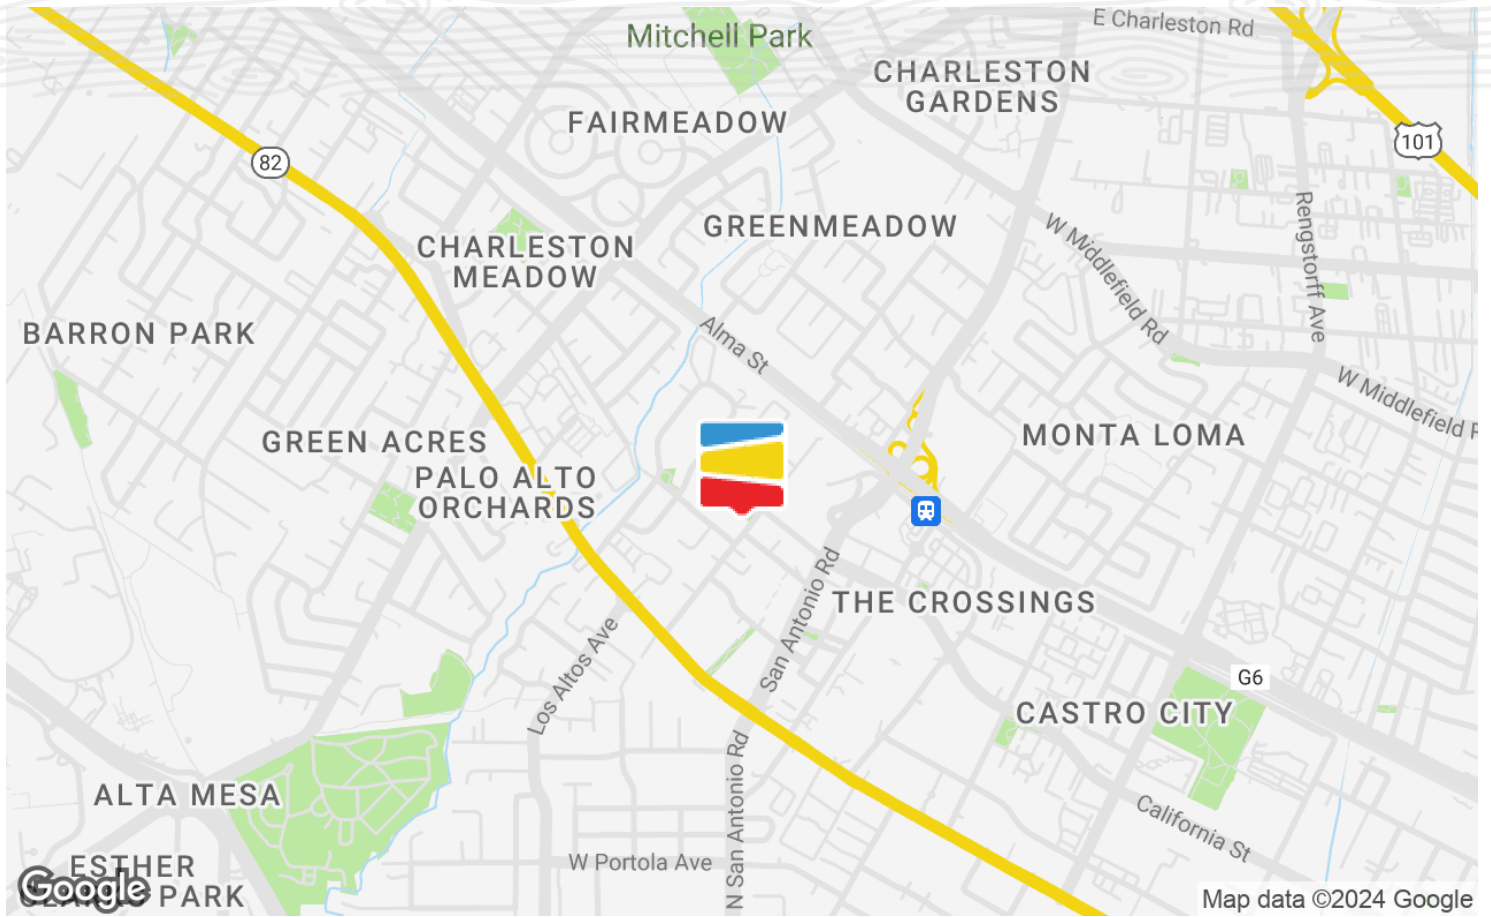 Mitchell Park
E Charleston Rd
CHARLESTON
GARDENS
FAIRMEADOW
101
82
GREENMEADOW
Rengstorff Ave
W Middlefield Rd
CHARLESTON
MEADOW
BARRON PARK
Alma St
W Middlefield R
GREEN ACRES
MONTA LOMA
PALO ALTO
ORCHARDS
San Antonio Rd
THE CROSSINGS
Los Altos Ave
G6
CASTRO CITY
ALTA MESA
N San Antonio Rd
California St
W Portola Ave
ESTHER
PARK
Google
Map data ©2024 Google